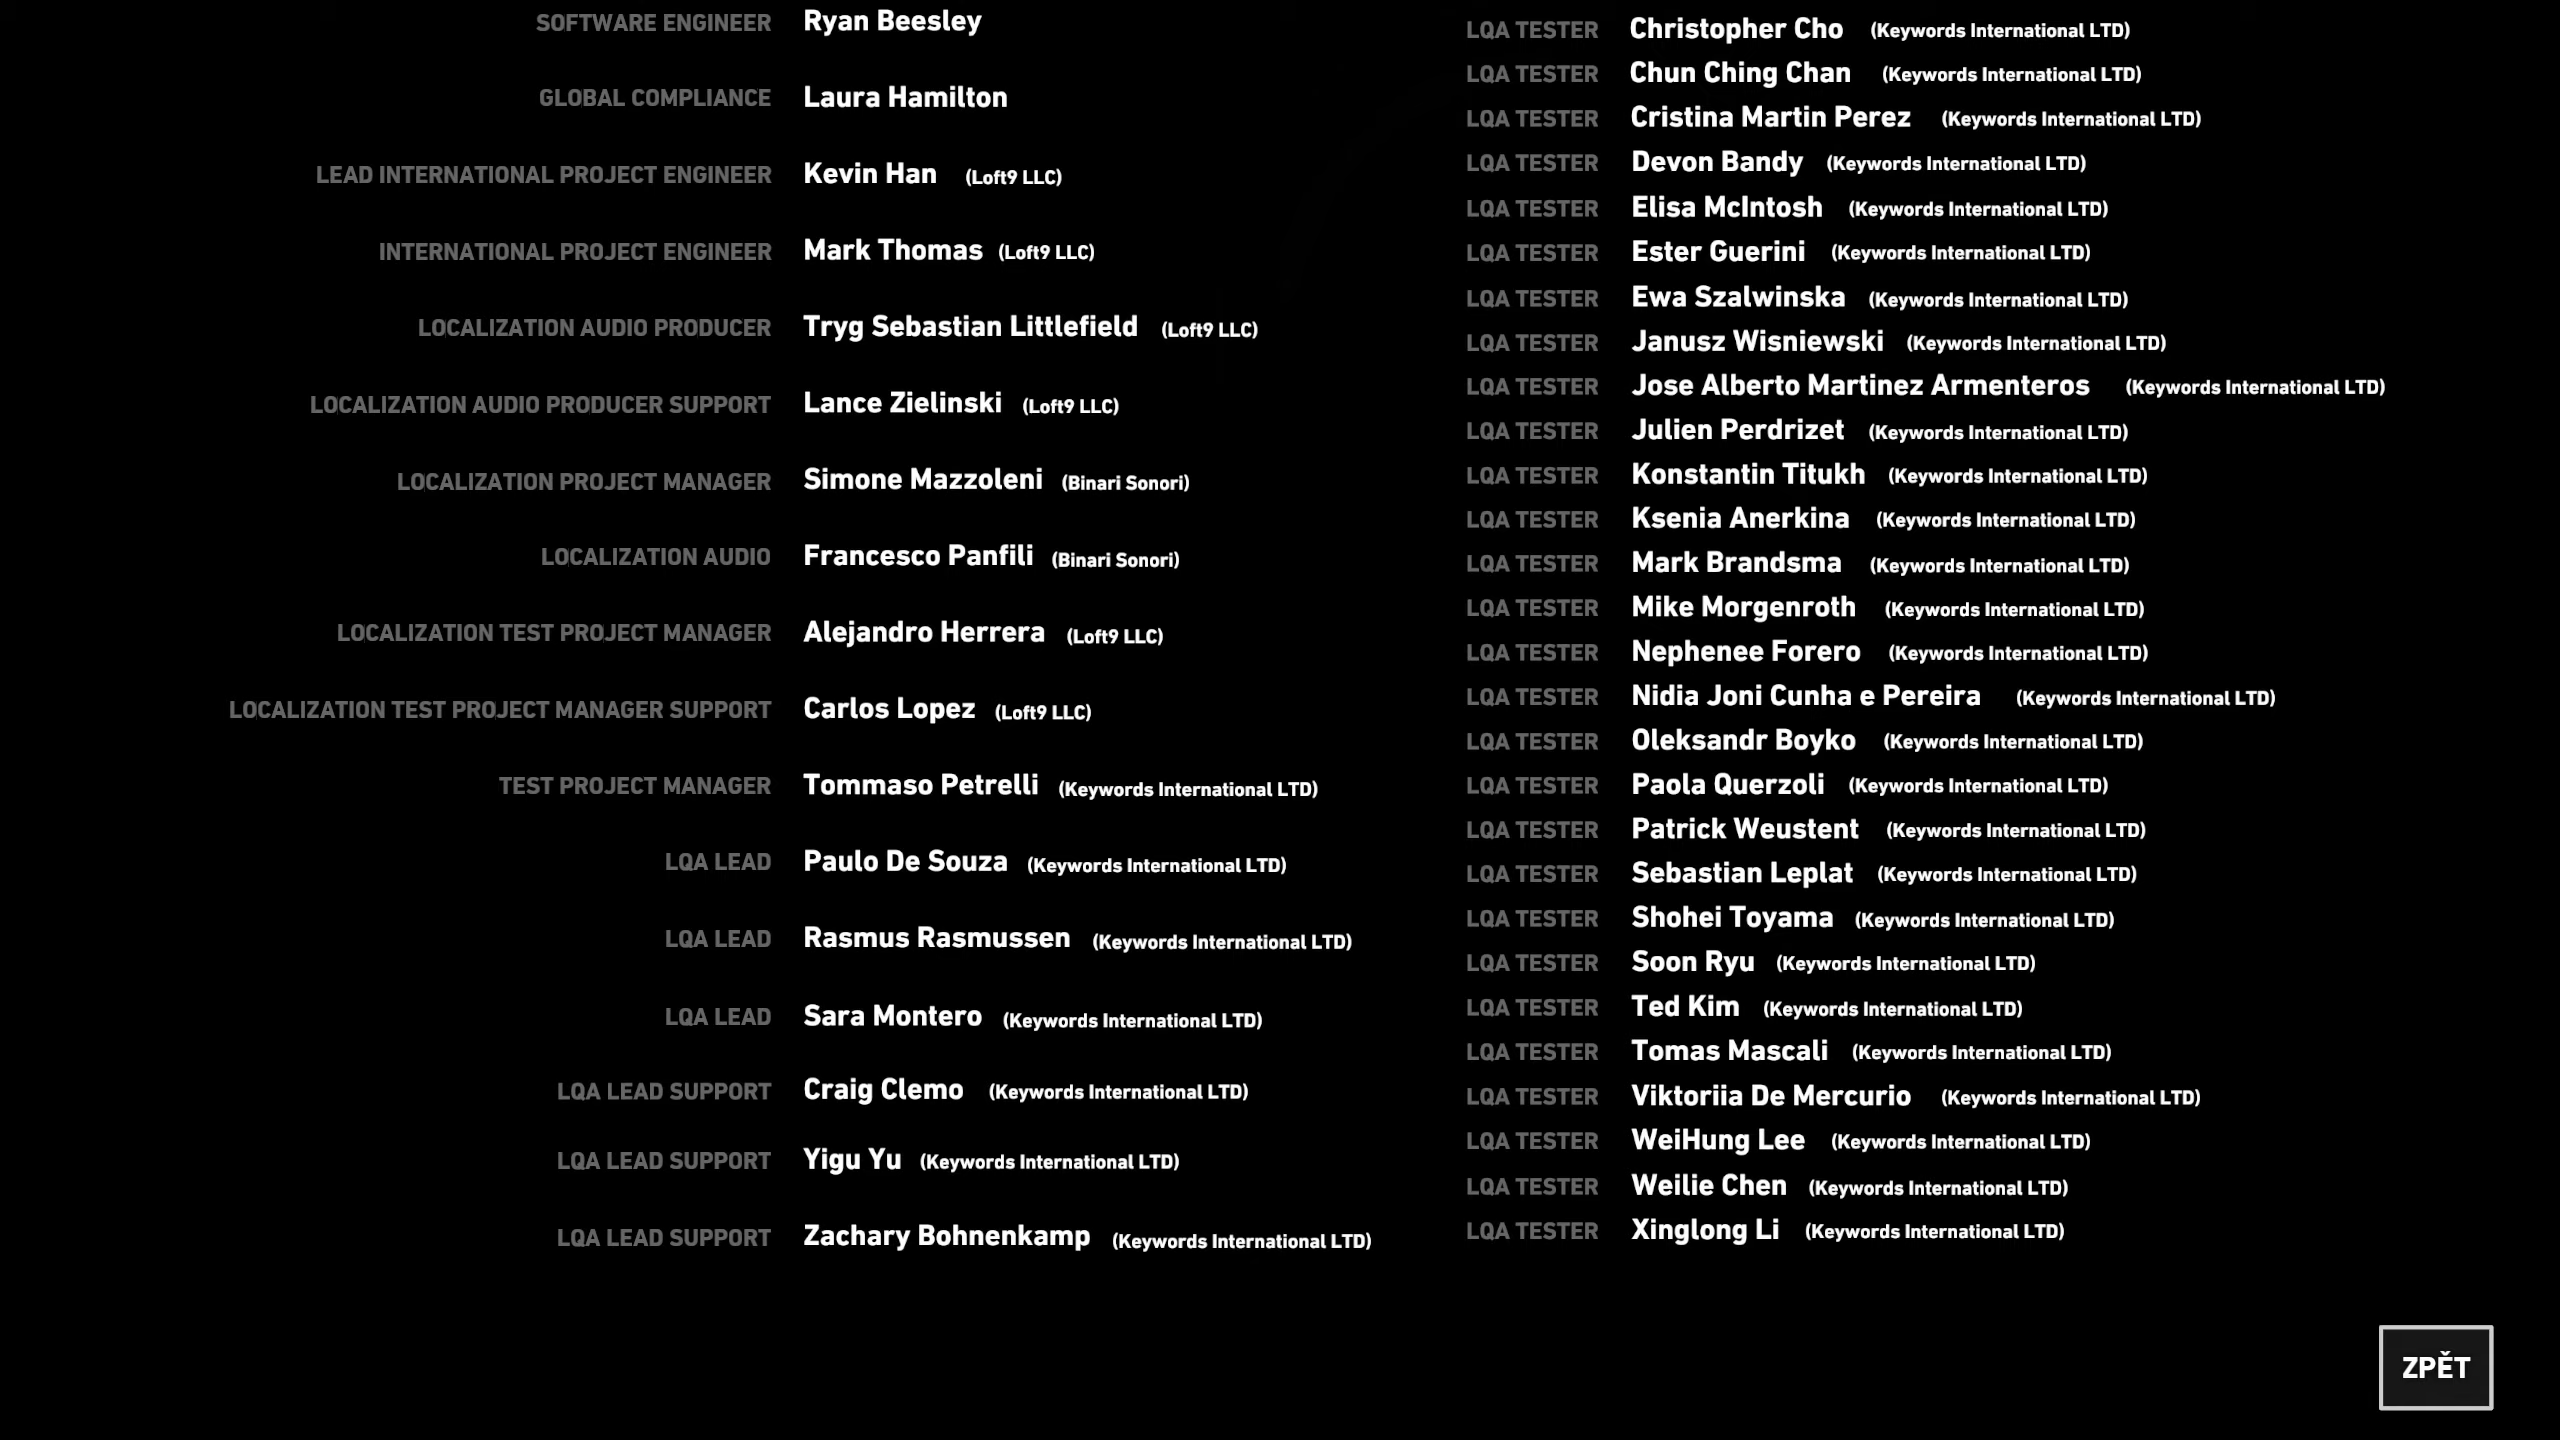 SOFTWARE ENGINEER Ryan Beesley
GLOBAL COMPLIANCE Laura Hamilton
LEAD INTERNATIONAL PROJECT ENGINEER Kevin Han (Loft9 LLC)
INTERNATIONAL PROJECT ENGINEER Mark Thomas (Loft9 LLC)
LOCALIZATION AUDIO PRODUCER Tryg Sebastian Littlefield (Loft9 LLC)
LOCALIZATION AUDIO PRODUCER SUPPORT Lance Zielinski (Loft9 LLC)
LOCALIZATION PROJECT MANAGER Simone Mazzoleni (Binari Sonori)
LOCALIZATION AUDIO Francesco Panfili (Binari Sonori)
LOCALIZATION TEST PROJECT MANAGER Alejandro Herrera (Loft9 LLC)
LOCALIZATION TEST PROJECT MANAGER SUPPORT Carlos Lopez (Loft9 LLC)
TEST PROJECT MANAGER Tommaso Petrelli (Keywords International LTD)
LQA LEAD Paulo De Souza (Keywords International LTD)
LQA LEAD Rasmus Rasmussen (Keywords International LTD)
LQA LEAD Sara Montero (Keywords International LTD)
LQA LEAD SUPPORT Craig Clemo (Keywords International LTD)
LQA LEAD SUPPORT Yigu Yu (Keywords International LTD)
LQA LEAD SUPPORT Zachary Bohnenkamp (Keywords International LTD)
LQA TESTER Christopher Cho (Keywords International LTD)
LQA TESTER Chun Ching Chan (Keywords International LTD)
LQA TESTER Cristina Martin Perez (Keywords International LTD)
LQA TESTER Devon Bandy (Keywords International LTD)
LQA TESTER Elisa McIntosh (Keywords International LTD)
LQA TESTER Ester Guerini (Keywords International LTD)
LQA TESTER Ewa Szalwinska (Keywords International LTD)
LQA TESTER Janusz Wisniewski (Keywords International LTD)
LQA TESTER Jose Alberto Martinez Armenteros (Keywords International LTD)
LQA TESTER Julien Perdrizet (Keywords International LTD)
LQA TESTER Konstantin Titukh (Keywords International LTD)
LQA TESTER Ksenia Anerkina (Keywords International LTD)
LQA TESTER Mark Brandsma (Keywords International LTD)
LQA TESTER Mike Morgenroth (Keywords International LTD)
LQA TESTER Nephenee Forero (Keywords International LTD)
LQA TESTER Nidia Joni Cunha e Pereira (Keywords International LTD)
LQA TESTER Oleksandr Boyko (Keywords International LTD)
LQA TESTER Paola Querzoli (Keywords International LTD)
LQA TESTER Patrick Weustent (Keywords International LTD)
LQA TESTER Sebastian Leplat (Keywords International LTD)
LQA TESTER Shohei Toyama (Keywords International LTD)
LQA TESTER Soon Ryu (Keywords International LTD)
LQA TESTER Ted Kim (Keywords International LTD)
LQA TESTER Tomas Mascali (Keywords International LTD)
LQA TESTER Viktoriia De Mercurio (Keywords International LTD)
LQA TESTER WeiHung Lee (Keywords International LTD)
LQA TESTER Weilie Chen (Keywords International LTD)
LQA TESTER Xinglong Li (Keywords International LTD)
ZPĚT